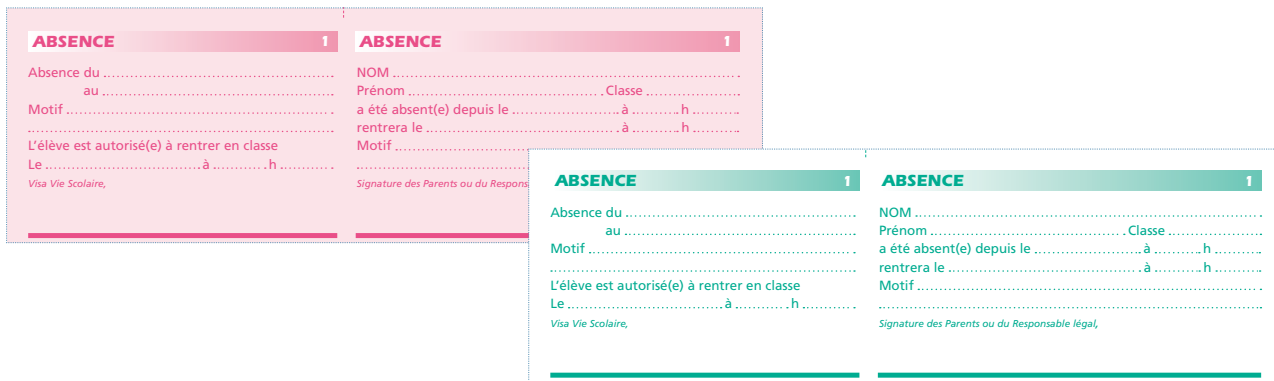 ABSENCE 1
Absence du
au
Motif
L'élève est autorisé(e) à rentrer en classe
Le à h
Visa Vie Scolaire,
ABSENCE 1
NOM
Prénom Classe
a été absent(e) depuis le à h
rentrera le à h
Motif
Signature des Parents ou du Respons
ABSENCE 1
Absence du
au
Motif
L'élève est autorisé(e) à rentrer en classe
Le à h
Visa Vie Scolaire,
ABSENCE 1
NOM
Prénom Classe
a été absent(e) depuis le à h
rentrera le à h
Motif
Signature des Parents ou du Responsable légal,